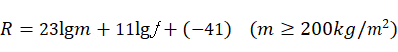 R = 23lgm + 11lgf + (−41) (m ≥ 200kg/m²)